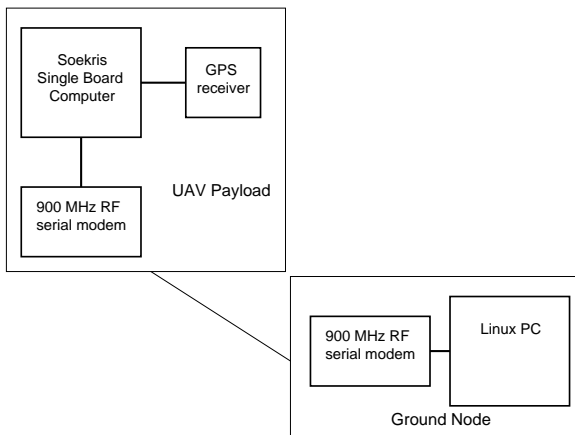 Soekris
Single Board
Computer
GPS
receiver
UAV Payload
900 MHz RF
serial modem
900 MHz RF
serial modem
Linux PC
Ground Node